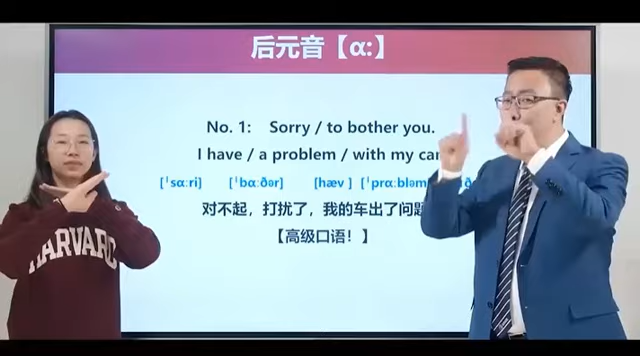 后元音【ɑː】
No. 1: Sorry / to bother you.
I have / a problem / with my car
[ˈsɑːri] [ˈbɑːðər] [hæv] [ˈprɑːbləm]
对不起，打扰了，我的车出了问题
【高级口语！】
HARVARD